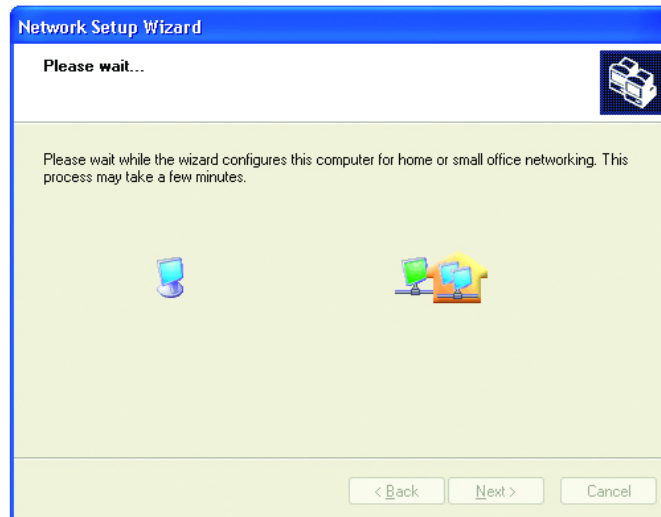 Network Setup Wizard
Please wait...
Please wait while the wizard configures this computer for home or small office networking. This
process may take a few minutes.
< Back
Next >
Cancel